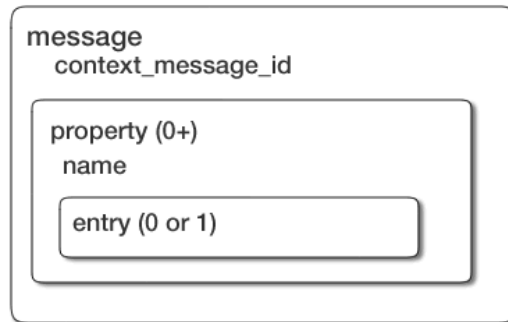 message
context_message_id
property (0+)
name
entry (0 or 1)